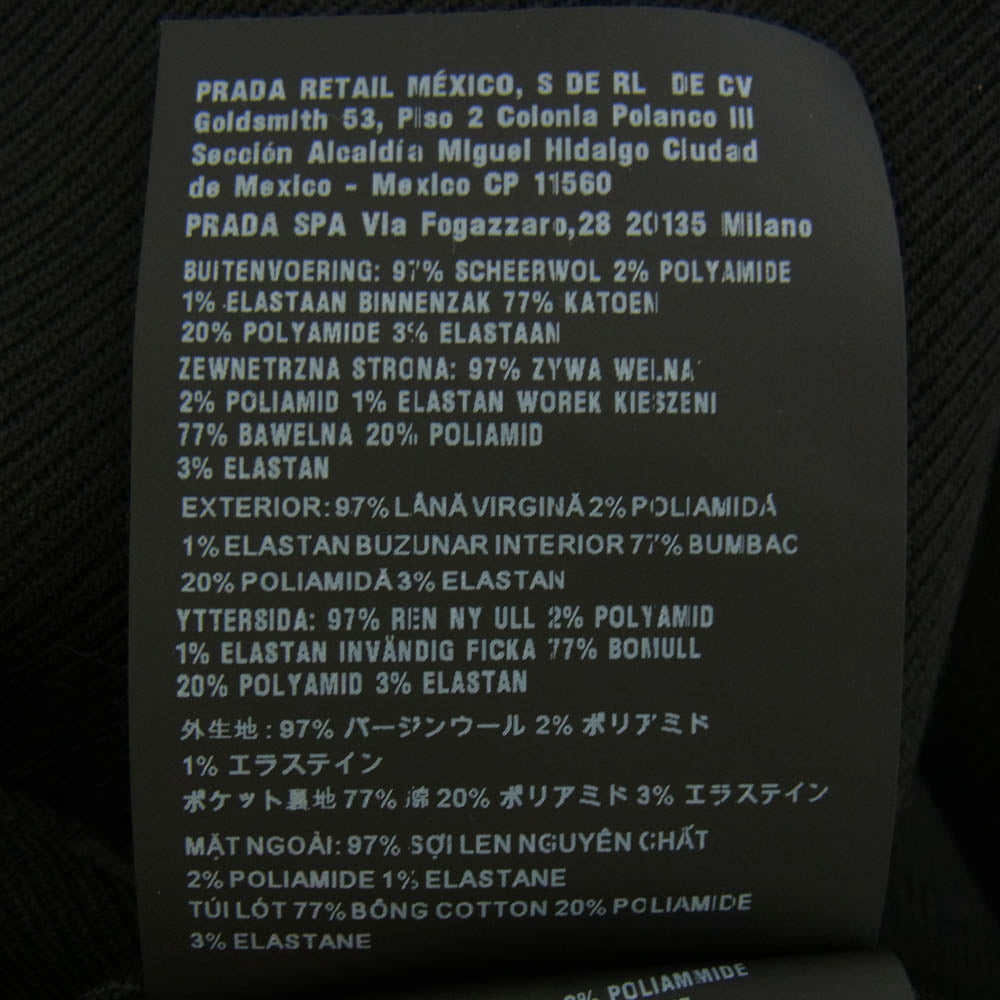 PRADA RETAIL MÉXICO, S DE RL DE CV
Goldsmith 53, Piso 2 Colonia Polanco III
Sección Alcaldía Miguel Hidalgo Ciudad
de Mexico - Mexico CP 11560
PRADA SPA Via Fogazzaro,28 20135 Milano
BUITENVOERING: 97% SCHEERWOL 2% POLYAMIDE
1% ELASTAAN BINNENZAK 77% KATOEN
20% POLYAMIDE 3% ELASTAAN
ZEWNETRZNA STRONA: 97% ZYWA WELNA
2% POLIAMID 1% ELASTAN WOREK KIESZENI
77% BAWELNA 20% POLIAMID
3% ELASTAN
EXTERIOR: 97% LÂNĂ VIRGINĂ 2% POLIAMIDĂ
1% ELASTAN BUZUNAR INTERIOR 77% BUMBAC
20% POLIAMIDĂ 3% ELASTAN
YTTERSIDA: 97% REN NY ULL 2% POLYAMID
1% ELASTAN INVÄNDIG FICKA 77% BOMULL
20% POLYAMID 3% ELASTAN
外生地: 97% バージンウール 2% ポリアミド
1% エラステイン
ポケット裏地 77% 綿 20% ポリアミド 3% エラステイン
MẶT NGOÀI: 97% SỢI LEN NGUYÊN CHẤT
2% POLIAMIDE 1% ELASTANE
TÚI LÓT 77% BÔNG COTTON 20% POLIAMIDE
3% ELASTANE
% POLIAMMIDE